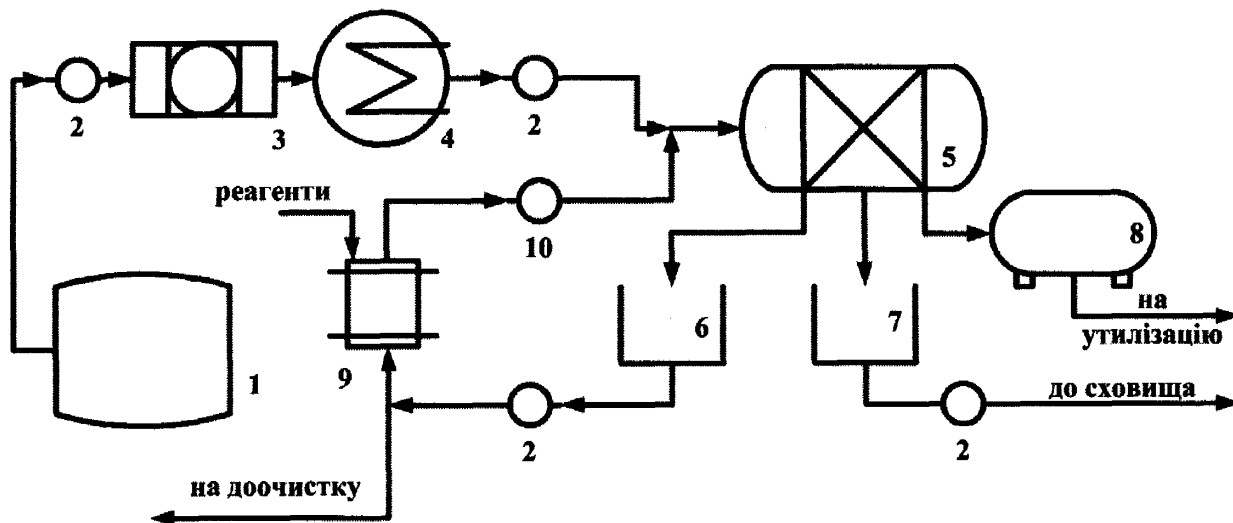 2
3
4
2
5
реагенти
10
8
6
7
на
утилізацію
1
9
2
до сховища
2
на доочистку